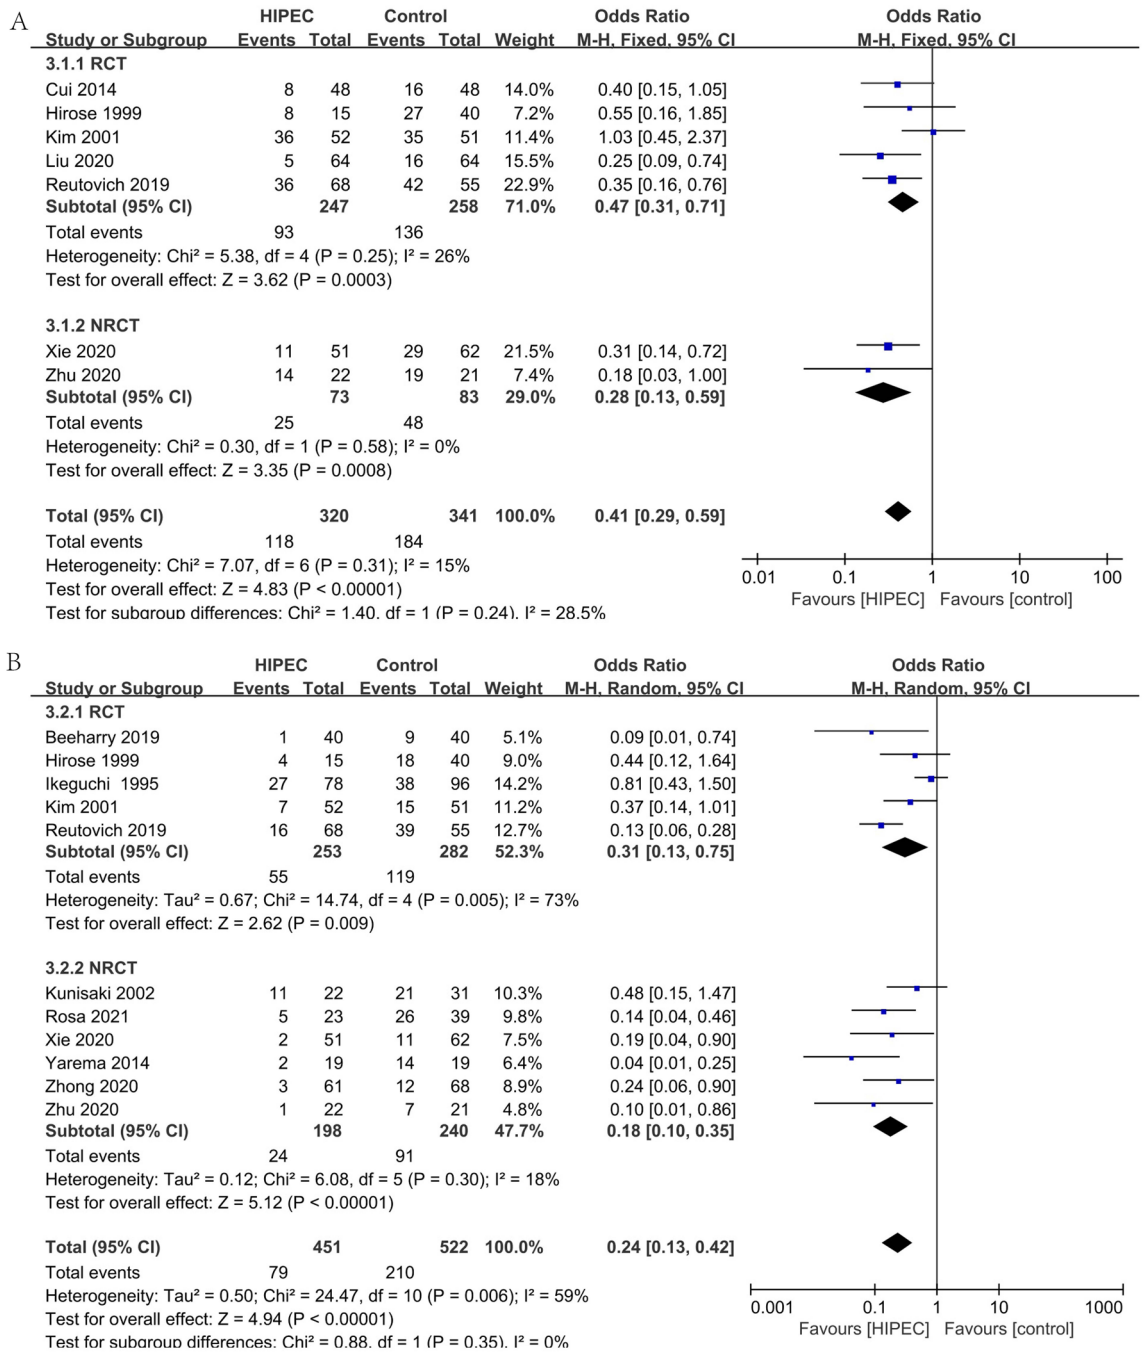 A
HIPEC Control Odds Ratio Odds Ratio
Study or Subgroup Events Total Events Total Weight M-H, Fixed, 95% CI M-H, Fixed, 95% CI
3.1.1 RCT
Cui 2014 8 48 16 48 14.0% 0.40 [0.15, 1.05]
Hirose 1999 8 15 27 40 7.2% 0.55 [0.16, 1.85]
Kim 2001 36 52 35 51 11.4% 1.03 [0.45, 2.37]
Liu 2020 5 64 16 64 15.5% 0.25 [0.09, 0.74]
Reutovich 2019 36 68 42 55 22.9% 0.35 [0.16, 0.76]
Subtotal (95% CI) 247 258 71.0% 0.47 [0.31, 0.71]
Total events 93 136
Heterogeneity: Chi² = 5.38, df = 4 (P = 0.25); I² = 26%
Test for overall effect: Z = 3.62 (P = 0.0003)
3.1.2 NRCT
Xie 2020 11 51 29 62 21.5% 0.31 [0.14, 0.72]
Zhu 2020 14 22 19 21 7.4% 0.18 [0.03, 1.00]
Subtotal (95% CI) 73 83 29.0% 0.28 [0.13, 0.59]
Total events 25 48
Heterogeneity: Chi² = 0.30, df = 1 (P = 0.58); I² = 0%
Test for overall effect: Z = 3.35 (P = 0.0008)
Total (95% CI) 320 341 100.0% 0.41 [0.29, 0.59]
Total events 118 184
Heterogeneity: Chi² = 7.07, df = 6 (P = 0.31); I² = 15%
Test for overall effect: Z = 4.83 (P < 0.00001)
Test for subgroup differences: Chi² = 1.40, df = 1 (P = 0.24), I² = 28.5%
0.01 0.1 1 10 100
Favours [HIPEC] Favours [control]
B
HIPEC Control Odds Ratio Odds Ratio
Study or Subgroup Events Total Events Total Weight M-H, Random, 95% CI M-H, Random, 95% CI
3.2.1 RCT
Beeharry 2019 1 40 9 40 5.1% 0.09 [0.01, 0.74]
Hirose 1999 4 15 18 40 9.0% 0.44 [0.12, 1.64]
Ikeguchi 1995 27 78 38 96 14.2% 0.81 [0.43, 1.50]
Kim 2001 7 52 15 51 11.2% 0.37 [0.14, 1.01]
Reutovich 2019 16 68 39 55 12.7% 0.13 [0.06, 0.28]
Subtotal (95% CI) 253 282 52.3% 0.31 [0.13, 0.75]
Total events 55 119
Heterogeneity: Tau² = 0.67; Chi² = 14.74, df = 4 (P = 0.005); I² = 73%
Test for overall effect: Z = 2.62 (P = 0.009)
3.2.2 NRCT
Kunisaki 2002 11 22 21 31 10.3% 0.48 [0.15, 1.47]
Rosa 2021 5 23 26 39 9.8% 0.14 [0.04, 0.46]
Xie 2020 2 51 11 62 7.5% 0.19 [0.04, 0.90]
Yarema 2014 2 19 14 19 6.4% 0.04 [0.01, 0.25]
Zhong 2020 3 61 12 68 8.9% 0.24 [0.06, 0.90]
Zhu 2020 1 22 7 21 4.8% 0.10 [0.01, 0.86]
Subtotal (95% CI) 198 240 47.7% 0.18 [0.10, 0.35]
Total events 24 91
Heterogeneity: Tau² = 0.12; Chi² = 6.08, df = 5 (P = 0.30); I² = 18%
Test for overall effect: Z = 5.12 (P < 0.00001)
Total (95% CI) 451 522 100.0% 0.24 [0.13, 0.42]
Total events 79 210
Heterogeneity: Tau² = 0.50; Chi² = 24.47, df = 10 (P = 0.006); I² = 59%
Test for overall effect: Z = 4.94 (P < 0.00001)
Test for subgroup differences: Chi² = 0.88, df = 1 (P = 0.35), I² = 0%
0.001 0.1 1 10 1000
Favours [HIPEC] Favours [control]